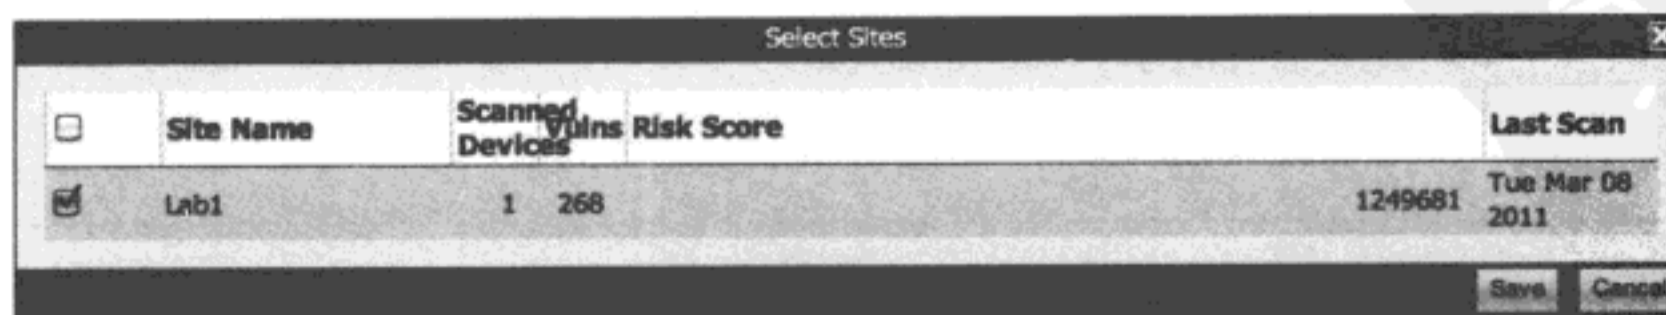 Select Sites
Site Name
Scanned
Devices
Vulns
Risk Score
Last Scan
Lab1
1
268
1249681
Tue Mar 08
2011
Save
Cancel